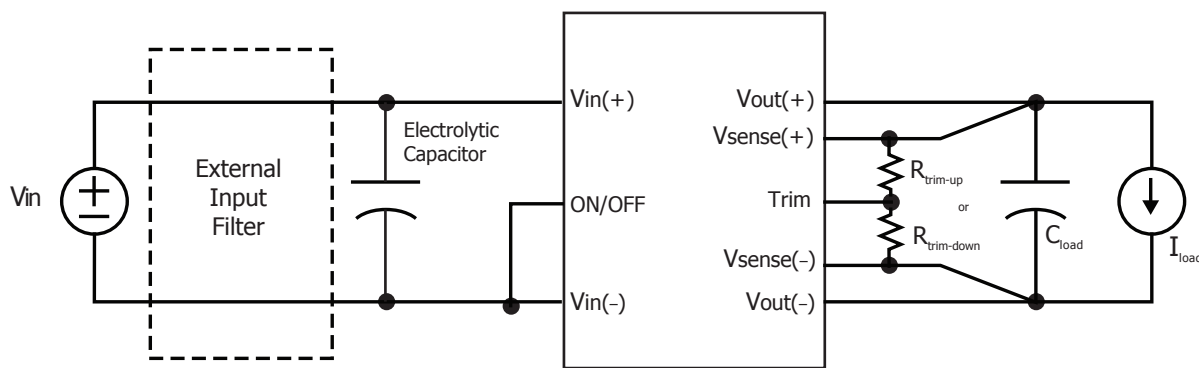 Vin
External
Input
Filter
Electrolytic
Capacitor
Vin(+)
ON/OFF
Vin(−)
Vout(+)
Vsense(+)
Trim
Vsense(−)
Vout(−)
Rtrim-up
or
Rtrim-down
Cload
Iload